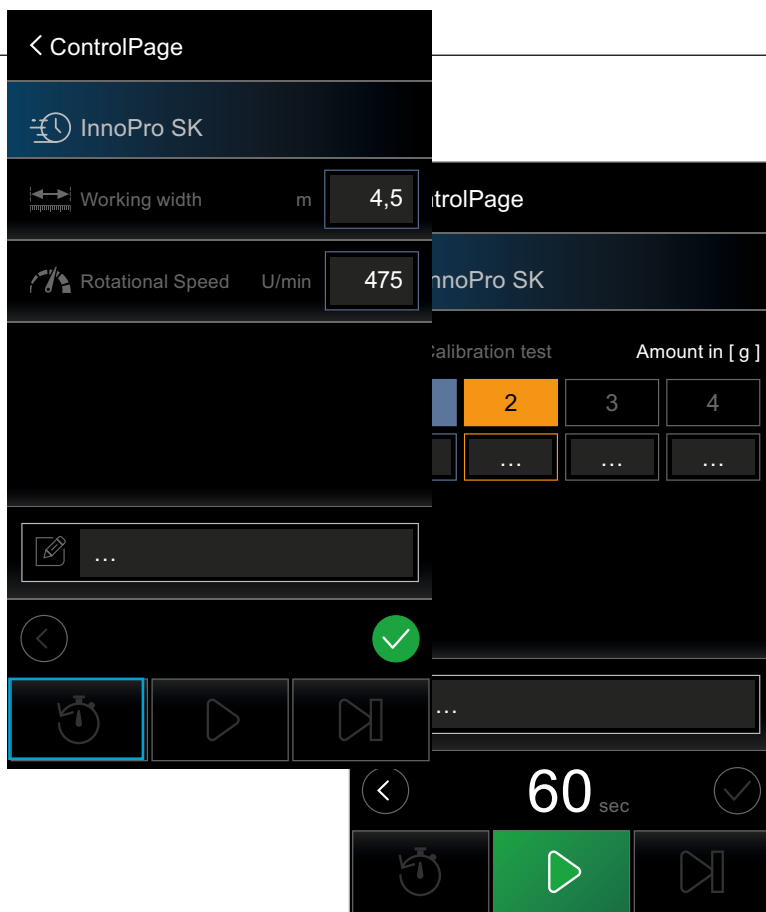 ControlPage
InnoPro SK
Working width m 4,5
Rotational Speed U/min 475
...
trolPage
nnoPro SK
Calibration test Amount in [ g ]
2 3 4
... ... ...
...
60 sec